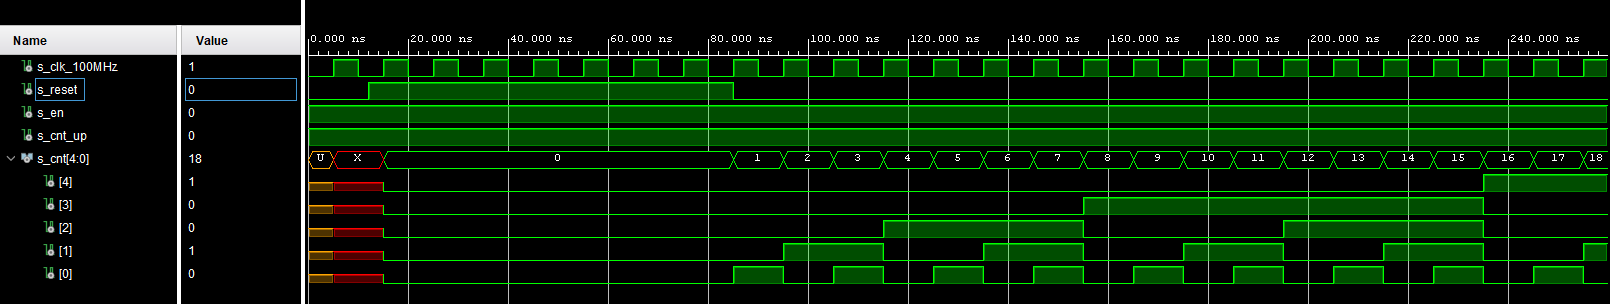 Name Value 0.000 ns 20.000 ns 40.000 ns 60.000 ns 80.000 ns 100.000 ns 120.000 ns 140.000 ns 160.000 ns 180.000 ns 200.000 ns 220.000 ns 240.000 ns
s_clk_100MHz 1
s_reset 0
s_en 0
s_cnt_up 0
s_cnt[4:0] 18 U X 0 1 2 3 4 5 6 7 8 9 10 11 12 13 14 15 16 17 18
[4] 1
[3] 0
[2] 0
[1] 1
[0] 0